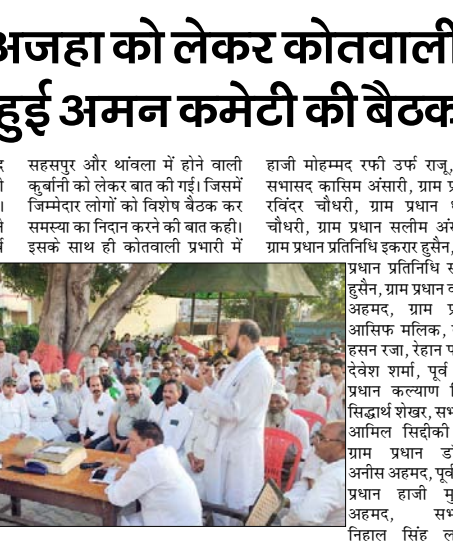 अजहा को लेकर कोतवाली
हुई अमन कमेटी की बैठक
सहसपुर और थांवला में होने वाली
कुर्बानी को लेकर बात की गई। जिसमें
जिम्मेदार लोगों को विशेष बैठक कर
समस्या का निदान करने की बात कही।
इसके साथ ही कोतवाली प्रभारी में
हाजी मोहम्मद रफी उर्फ राजू,
सभासद कासिम अंसारी, ग्राम
रविंदर चौधरी, ग्राम प्रधान
चौधरी, ग्राम प्रधान सलीम
ग्राम प्रधान प्रतिनिधि इकरार हुसैन,
प्रधान प्रतिनिधि
हुसैन, ग्राम प्रधान
अहमद, ग्राम
आसिफ मलिक,
हसन रजा, रेहान
देवेश शर्मा, पूर्व
प्रधान कल्याण
सिद्धार्थ शेखर,
आमिल सिद्दीकी
ग्राम प्रधान
अनीस अहमद, पूर्व
प्रधान हाजी
अहमद,
निहाल सिंह